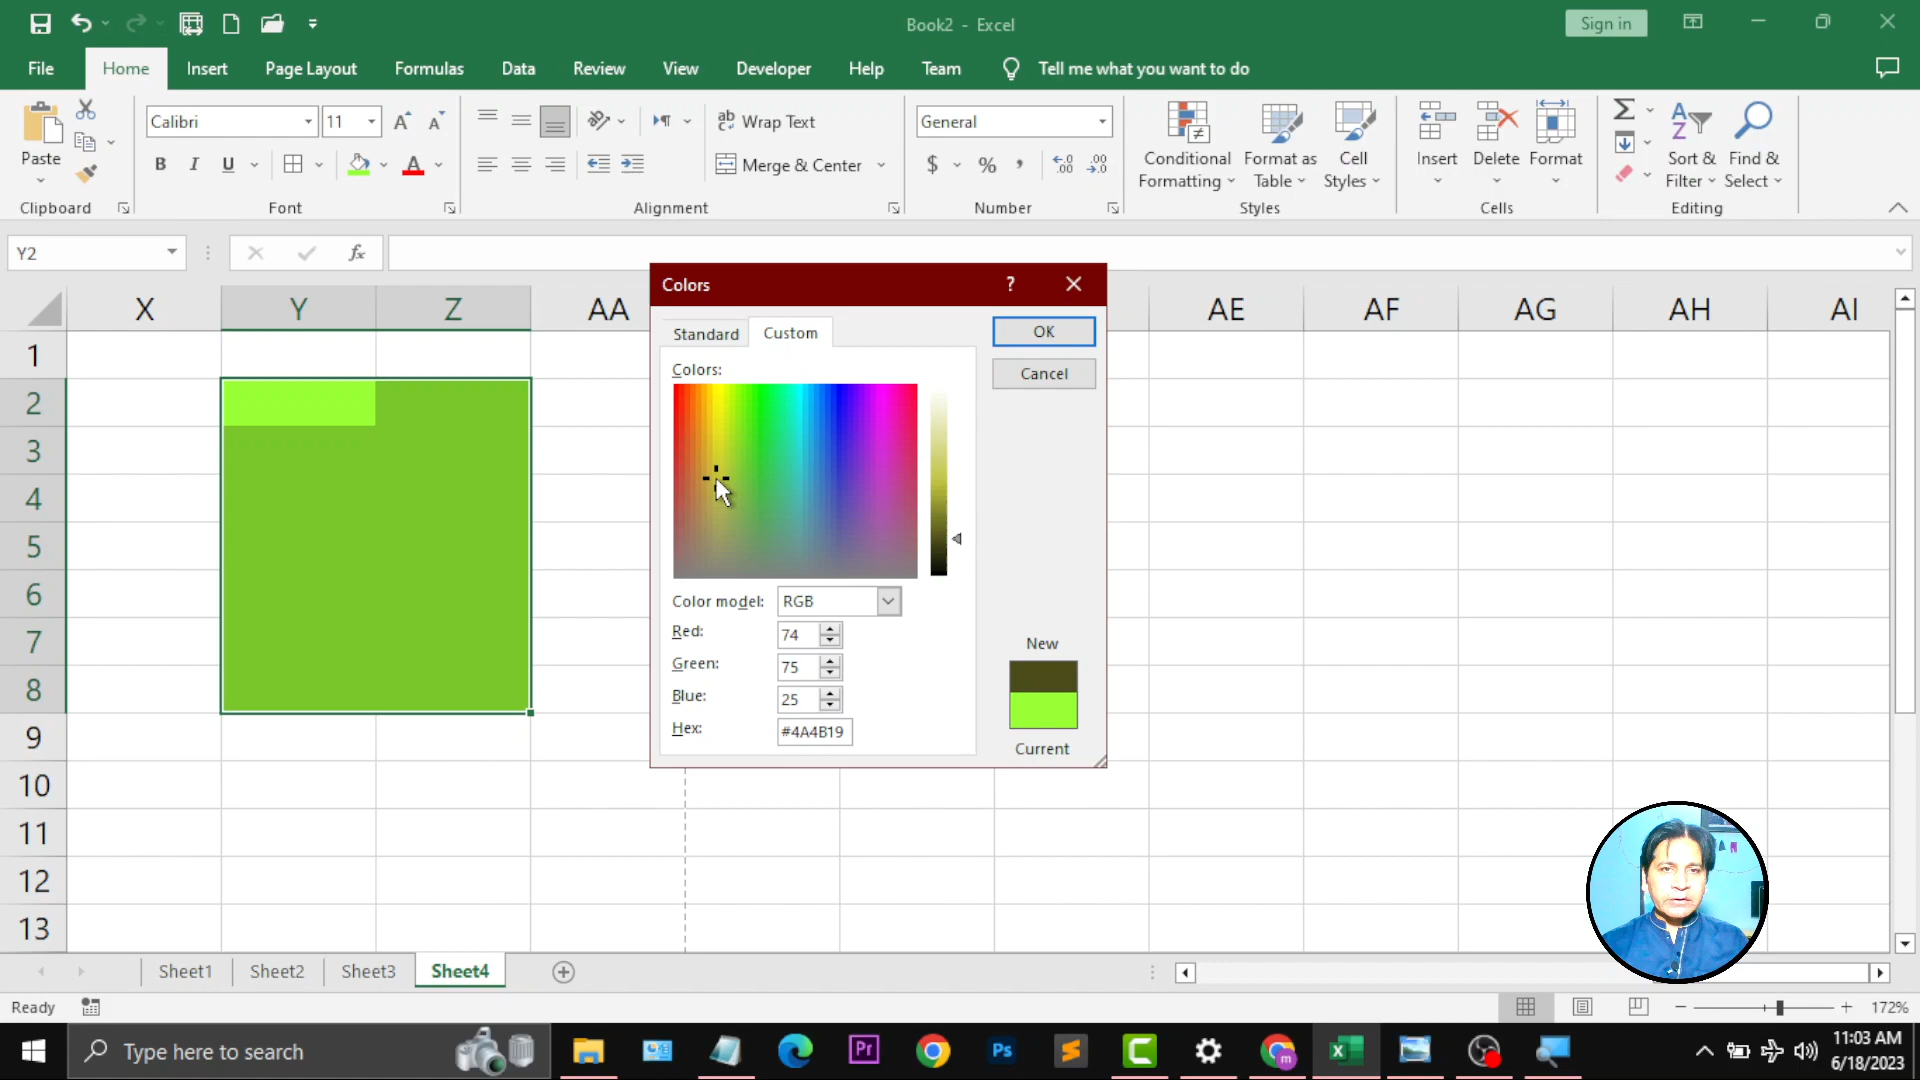 Book2 - Excel
Sign in
File Home Insert Page Layout Formulas Data Review View Developer Help Team Tell me what you want to do
Paste
Clipboard
Calibri 11
B I U A
Font
Wrap Text
Merge & Center
Alignment
General
$ % ,
Number
Conditional Formatting
Format as Table
Cell Styles
Styles
Insert
Delete
Format
Cells
Sort & Filter
Find & Select
Editing
Y2
fx
X Y Z AA AE AF AG AH AI
1
2
3
4
5
6
7
8
9
10
11
12
13
Colors
?
Standard Custom
OK
Cancel
Colors:
Color model: RGB
Red: 74
Green: 75
Blue: 25
Hex: #4A4B19
New
Current
Sheet1 Sheet2 Sheet3 Sheet4
Ready
172%
Type here to search
Pr
Ps
11:03 AM
6/18/2023